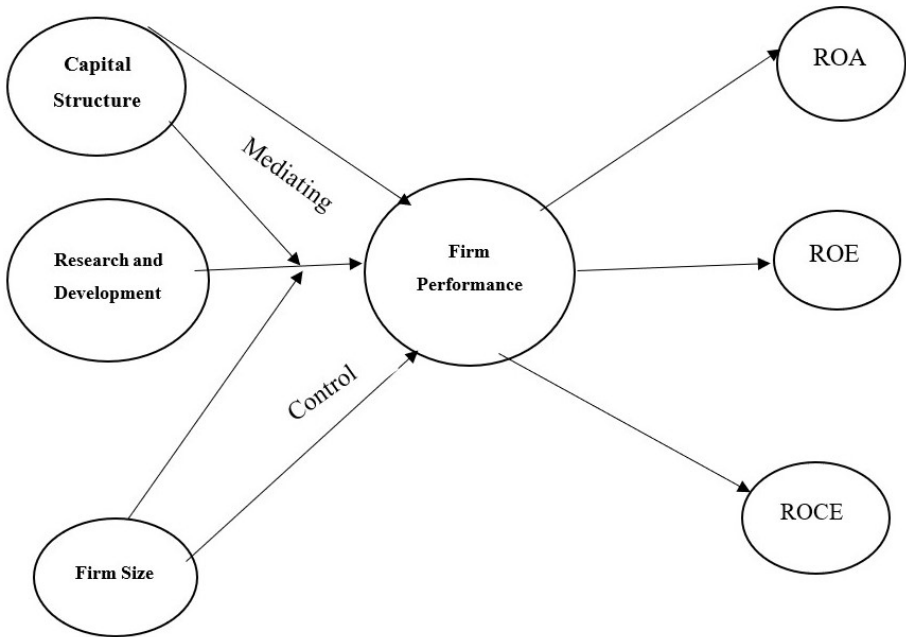 Capital
Structure
Mediating
Research and
Development
Firm
Performance
Control
Firm Size
ROA
ROE
ROCE